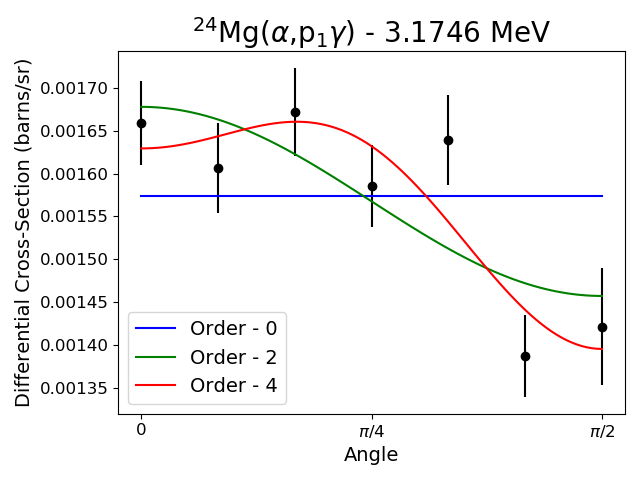 ²⁴Mg(α,p₁γ) - 3.1746 MeV
Differential Cross-Section (barns/sr)
0.00170
0.00165
0.00160
0.00155
0.00150
0.00145
0.00140
0.00135
Order - 0
Order - 2
Order - 4
0 π/4 π/2
Angle